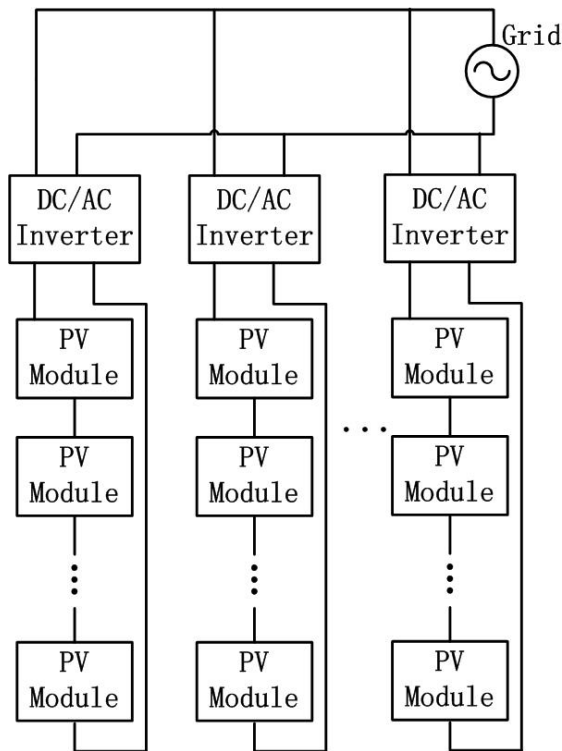 Grid
DC/AC
Inverter
DC/AC
Inverter
DC/AC
Inverter
PV
Module
PV
Module
PV
Module
PV
Module
PV
Module
...
PV
Module
PV
Module
PV
Module
PV
Module